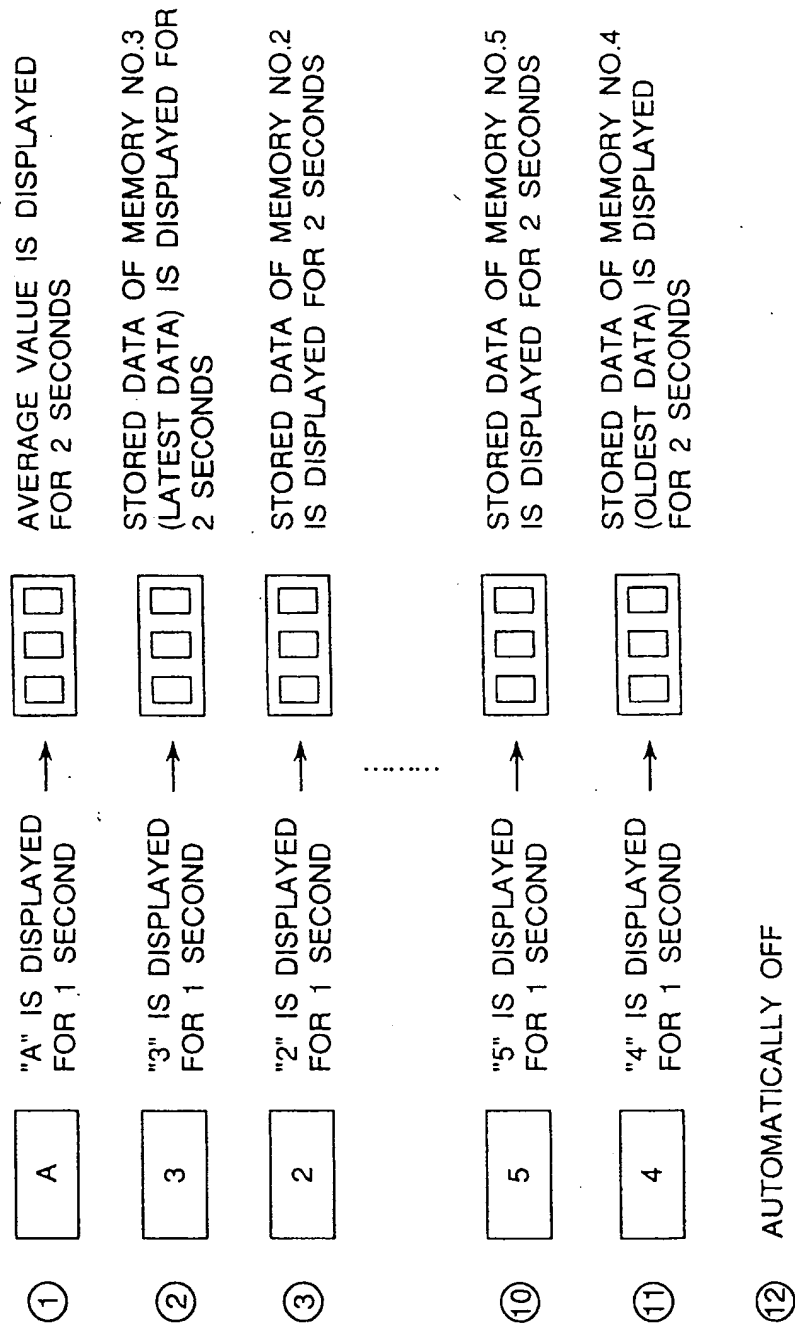 ① A "A" IS DISPLAYED → AVERAGE VALUE IS DISPLAYED
FOR 1 SECOND FOR 2 SECONDS
② 3 "3" IS DISPLAYED → STORED DATA OF MEMORY NO.3
FOR 1 SECOND (LATEST DATA) IS DISPLAYED FOR
2 SECONDS
③ 2 "2" IS DISPLAYED → STORED DATA OF MEMORY NO.2
FOR 1 SECOND IS DISPLAYED FOR 2 SECONDS
.........
⑩ 5 "5" IS DISPLAYED → STORED DATA OF MEMORY NO.5
FOR 1 SECOND IS DISPLAYED FOR 2 SECONDS
⑪ 4 "4" IS DISPLAYED → STORED DATA OF MEMORY NO.4
FOR 1 SECOND (OLDEST DATA) IS DISPLAYED
FOR 2 SECONDS
⑫ AUTOMATICALLY OFF